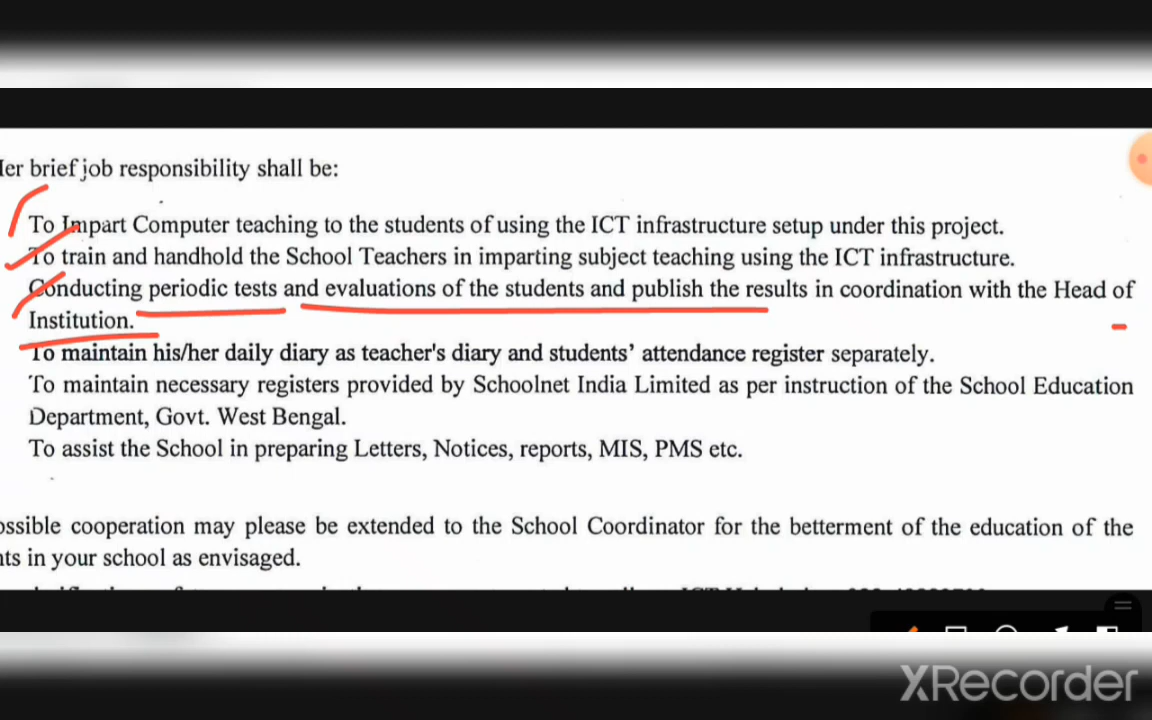 Her brief job responsibility shall be:
To Impart Computer teaching to the students of using the ICT infrastructure setup under this project.
To train and handhold the School Teachers in imparting subject teaching using the ICT infrastructure.
Conducting periodic tests and evaluations of the students and publish the results in coordination with the Head of
Institution.
To maintain his/her daily diary as teacher's diary and students' attendance register separately.
To maintain necessary registers provided by Schoolnet India Limited as per instruction of the School Education
Department, Govt. West Bengal.
To assist the School in preparing Letters, Notices, reports, MIS, PMS etc.
ossible cooperation may please be extended to the School Coordinator for the betterment of the education of the
nts in your school as envisaged.
XRecorder